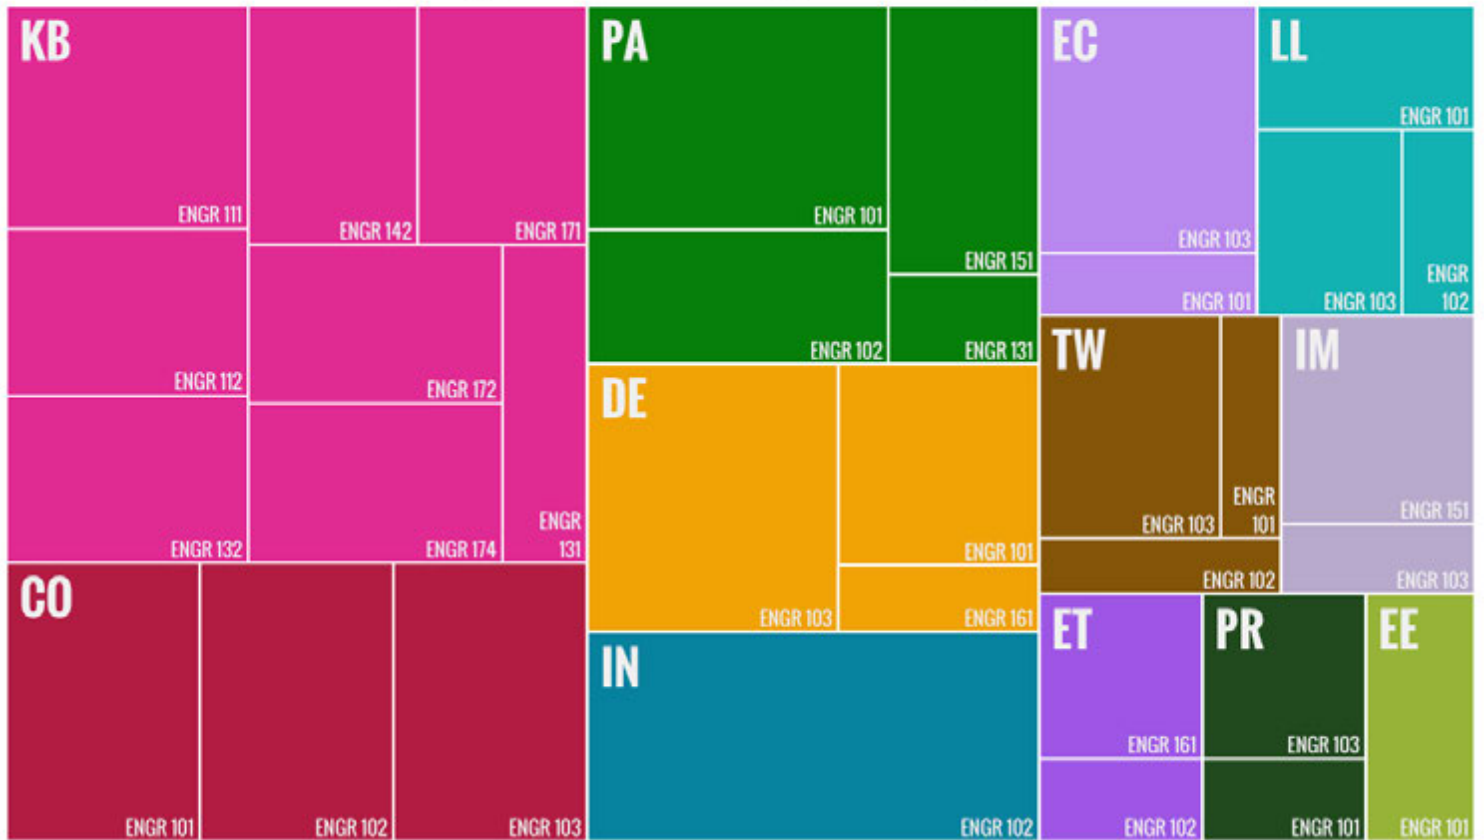 KB
ENGR 111
ENGR 142
ENGR 171
ENGR 112
ENGR 172
ENGR
131
ENGR 132
ENGR 174
CO
ENGR 101
ENGR 102
ENGR 103
PA
ENGR 101
ENGR 151
ENGR 102
ENGR 131
DE
ENGR 103
ENGR 101
ENGR 161
IN
ENGR 102
EC
ENGR 103
ENGR 101
LL
ENGR 101
ENGR 103
ENGR
102
TW
ENGR 103
ENGR
101
ENGR 102
IM
ENGR 151
ENGR 103
ET
ENGR 161
ENGR 102
PR
ENGR 103
ENGR 101
EE
ENGR 101